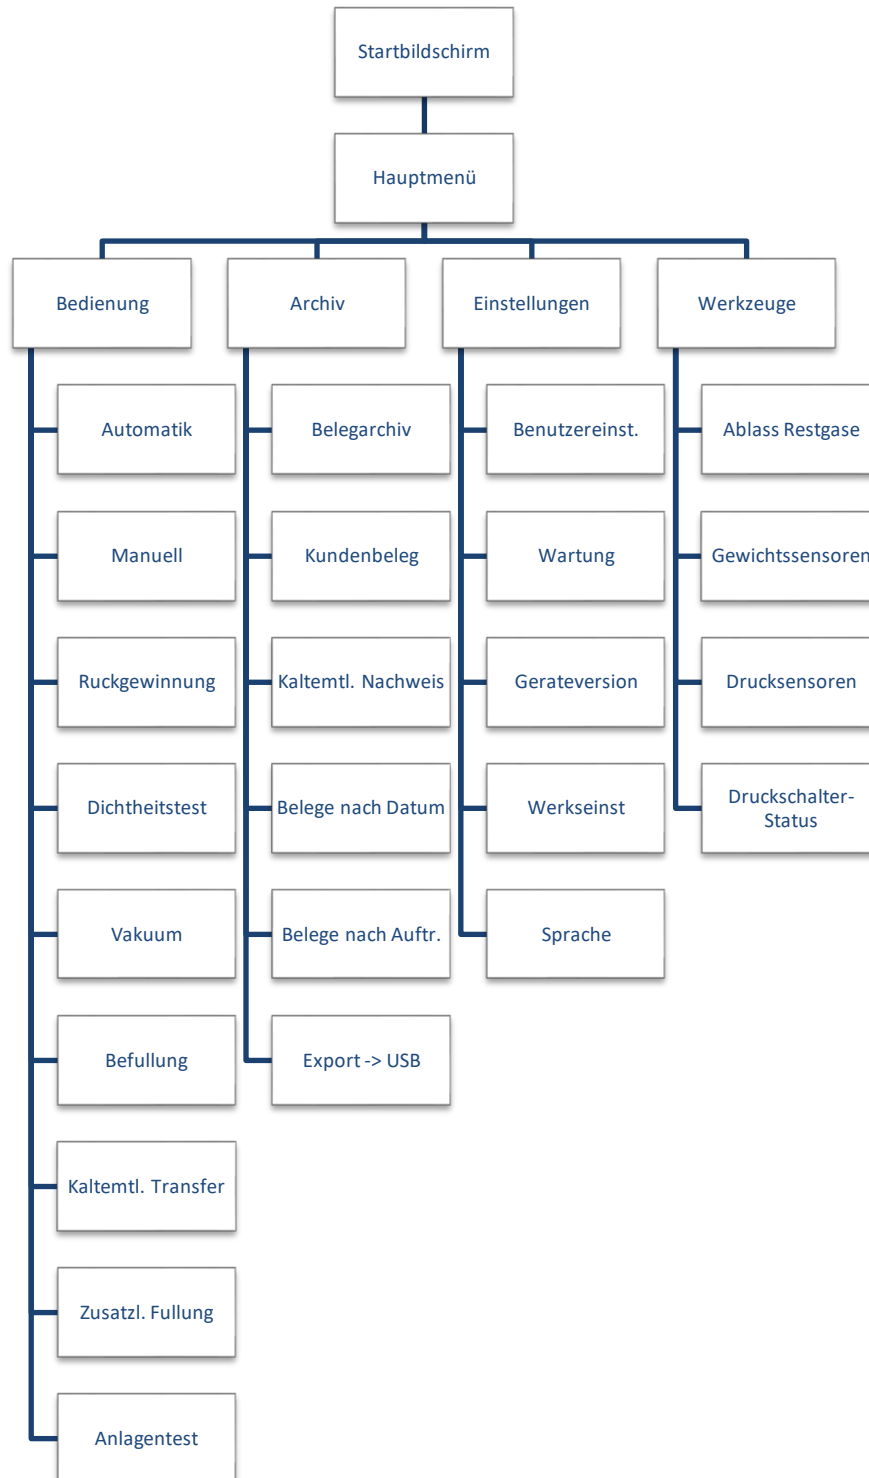 Startbildschirm
Hauptmenü
Bedienung
Archiv
Einstellungen
Werkzeuge
Automatik
Manuell
Ruckgewinnung
Dichtheitstest
Vakuum
Befullung
Kaltemtl. Transfer
Zusatzl. Fullung
Anlagentest
Belegarchiv
Kundenbeleg
Kaltemtl. Nachweis
Belege nach Datum
Belege nach Auftr.
Export -> USB
Benutzereinst.
Wartung
Gerateversion
Werkseinst
Sprache
Ablass Restgase
Gewichtssensoren
Drucksensoren
Druckschalter-
Status